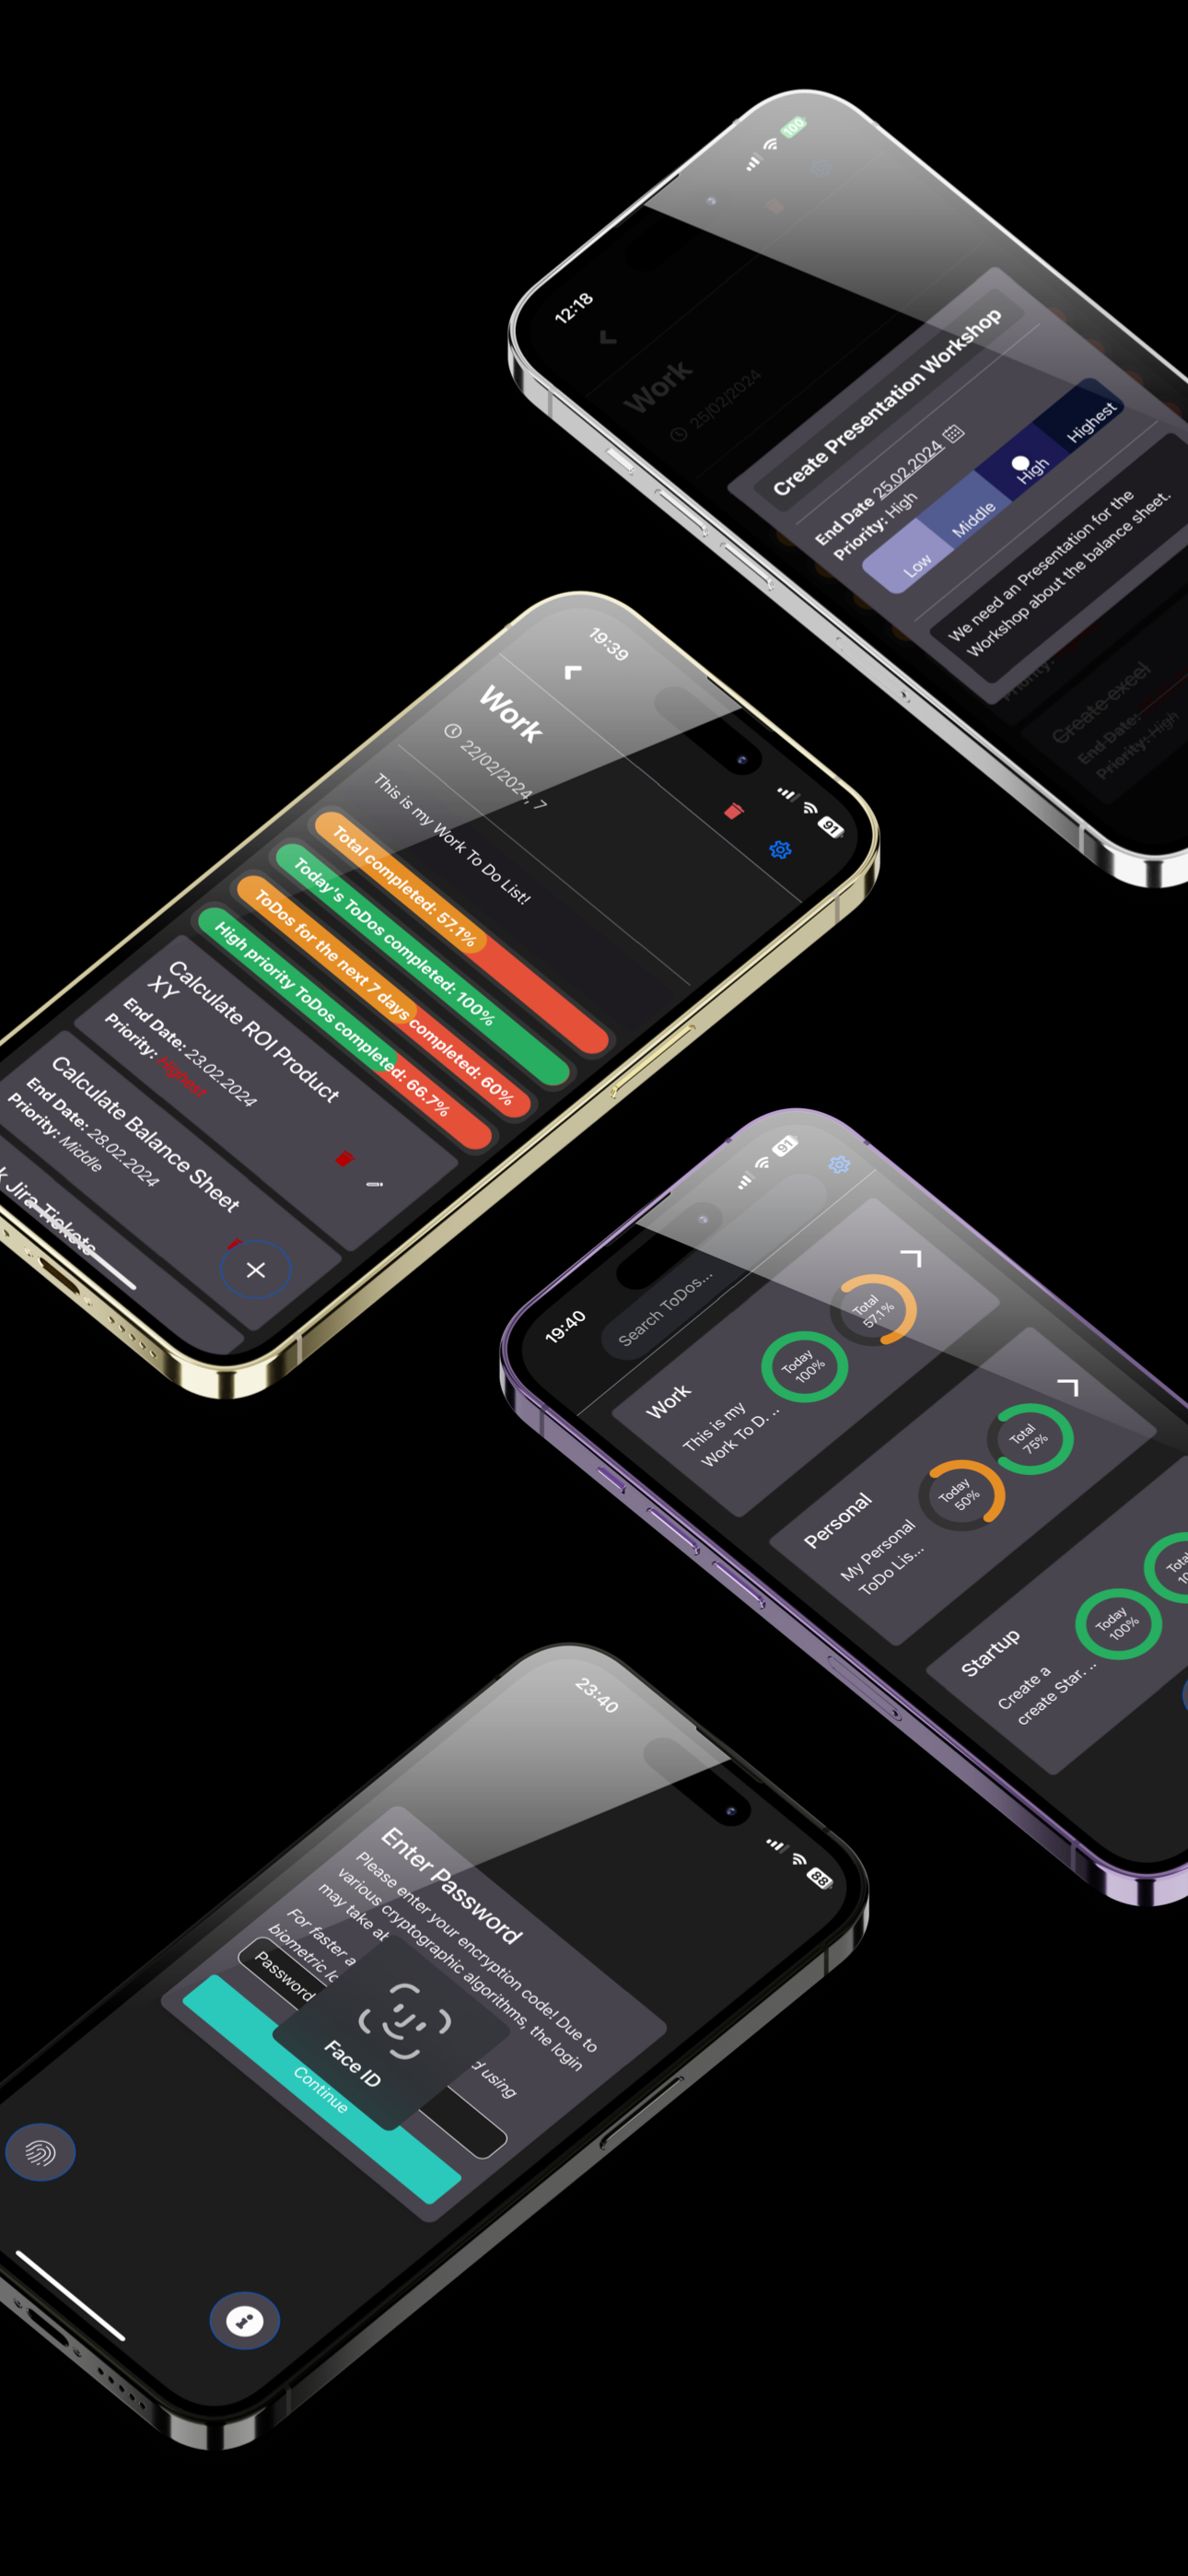 12:18
100
Work
25/02/2024
Create Presentation Workshop
End Date 25.02.2024
Priority: High
Low
Middle
High
Highest
We need an Presentation for the
Workshop about the balance sheet.
Priority:
Create exeel
End Date:
Priority: High
19:39
91
Work
22/02/2024, 7
This is my Work To Do List!
Total completed: 57.1%
Today's ToDos completed: 100%
ToDos for the next 7 days completed: 60%
High priority ToDos completed: 66.7%
Calculate ROI Product
XY
End Date: 23.02.2024
Priority: Highest
Calculate Balance Sheet
End Date: 28.02.2024
Priority: Middle
k Jira Tickets
19:40
91
Search ToDos...
Work
This is my
Work To D. ..
Today
100%
Total
57.1%
Personal
My Personal
ToDo Lis...
Today
50%
Total
75%
Startup
Create a
create Star. ..
Today
100%
Total
23:40
88
Enter Password
Please enter your encryption code! Due to
various cryptographic algorithms, the login
may take
For faster
biometric
d using
Password
Face ID
Continue